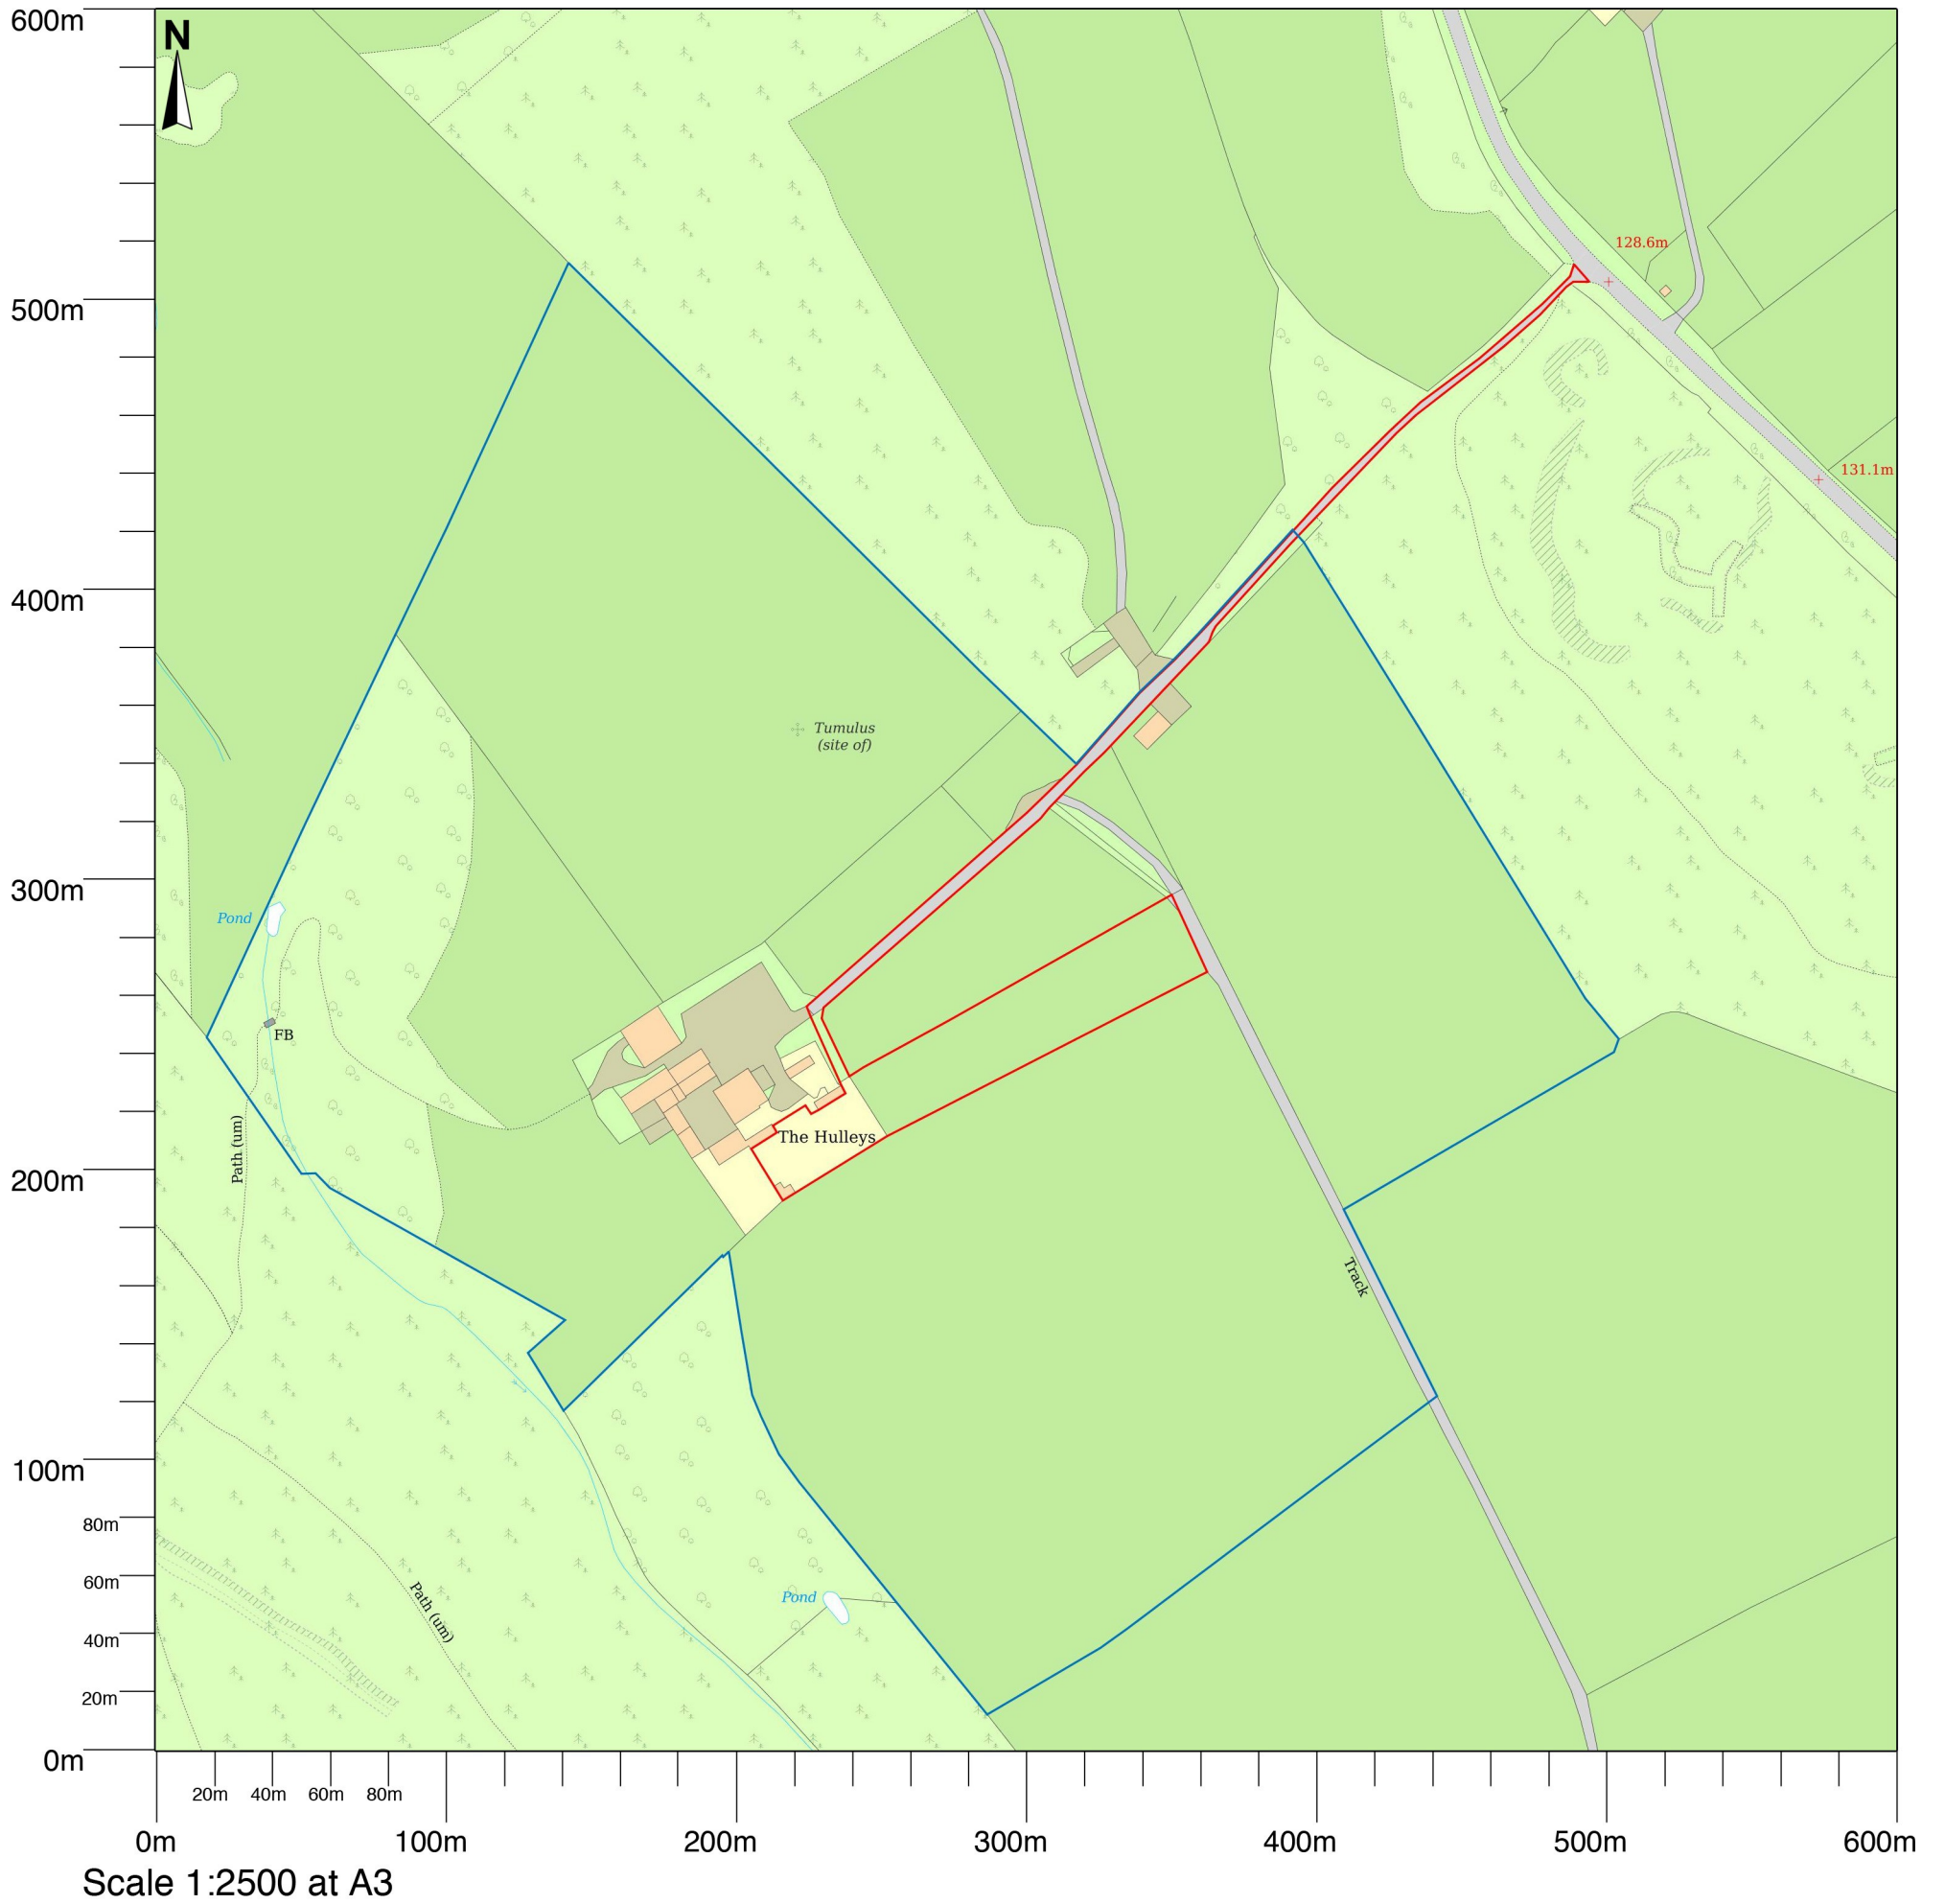 600m
N
128.6m
500m
131.1m
400m
Tumulus
(site of)
300m
Pond
FB
Path (um)
The Hulleys
200m
Track
100m
80m
60m
Pond
Path (um)
40m
20m
0m
20m 40m 60m 80m
0m 100m 200m 300m 400m 500m 600m
Scale 1:2500 at A3